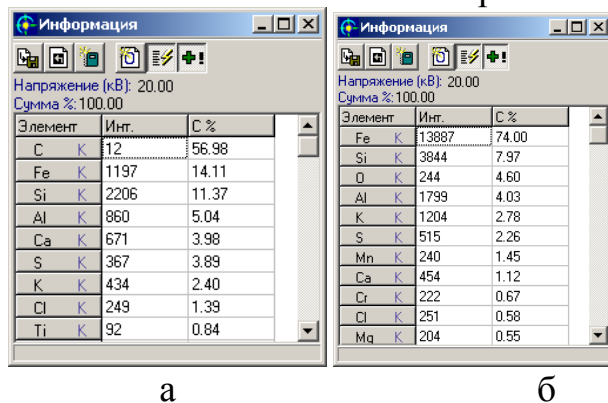 Информация
Напряжение (кВ): 20.00
Сумма %: 100.00
Элемент Инт. C %
C K 12 56.98
Fe K 1197 14.11
Si K 2206 11.37
Al K 860 5.04
Ca K 671 3.98
S K 367 3.89
K K 434 2.40
Cl K 249 1.39
Ti K 92 0.84
а
Информация
Напряжение (кВ): 20.00
Сумма %: 100.00
Элемент Инт. C %
Fe K 13887 74.00
Si K 3844 7.97
O K 244 4.60
Al K 1799 4.03
K K 1204 2.78
S K 515 2.26
Mn K 240 1.45
Ca K 454 1.12
Cr K 222 0.67
Cl K 251 0.58
Mg K 204 0.55
б